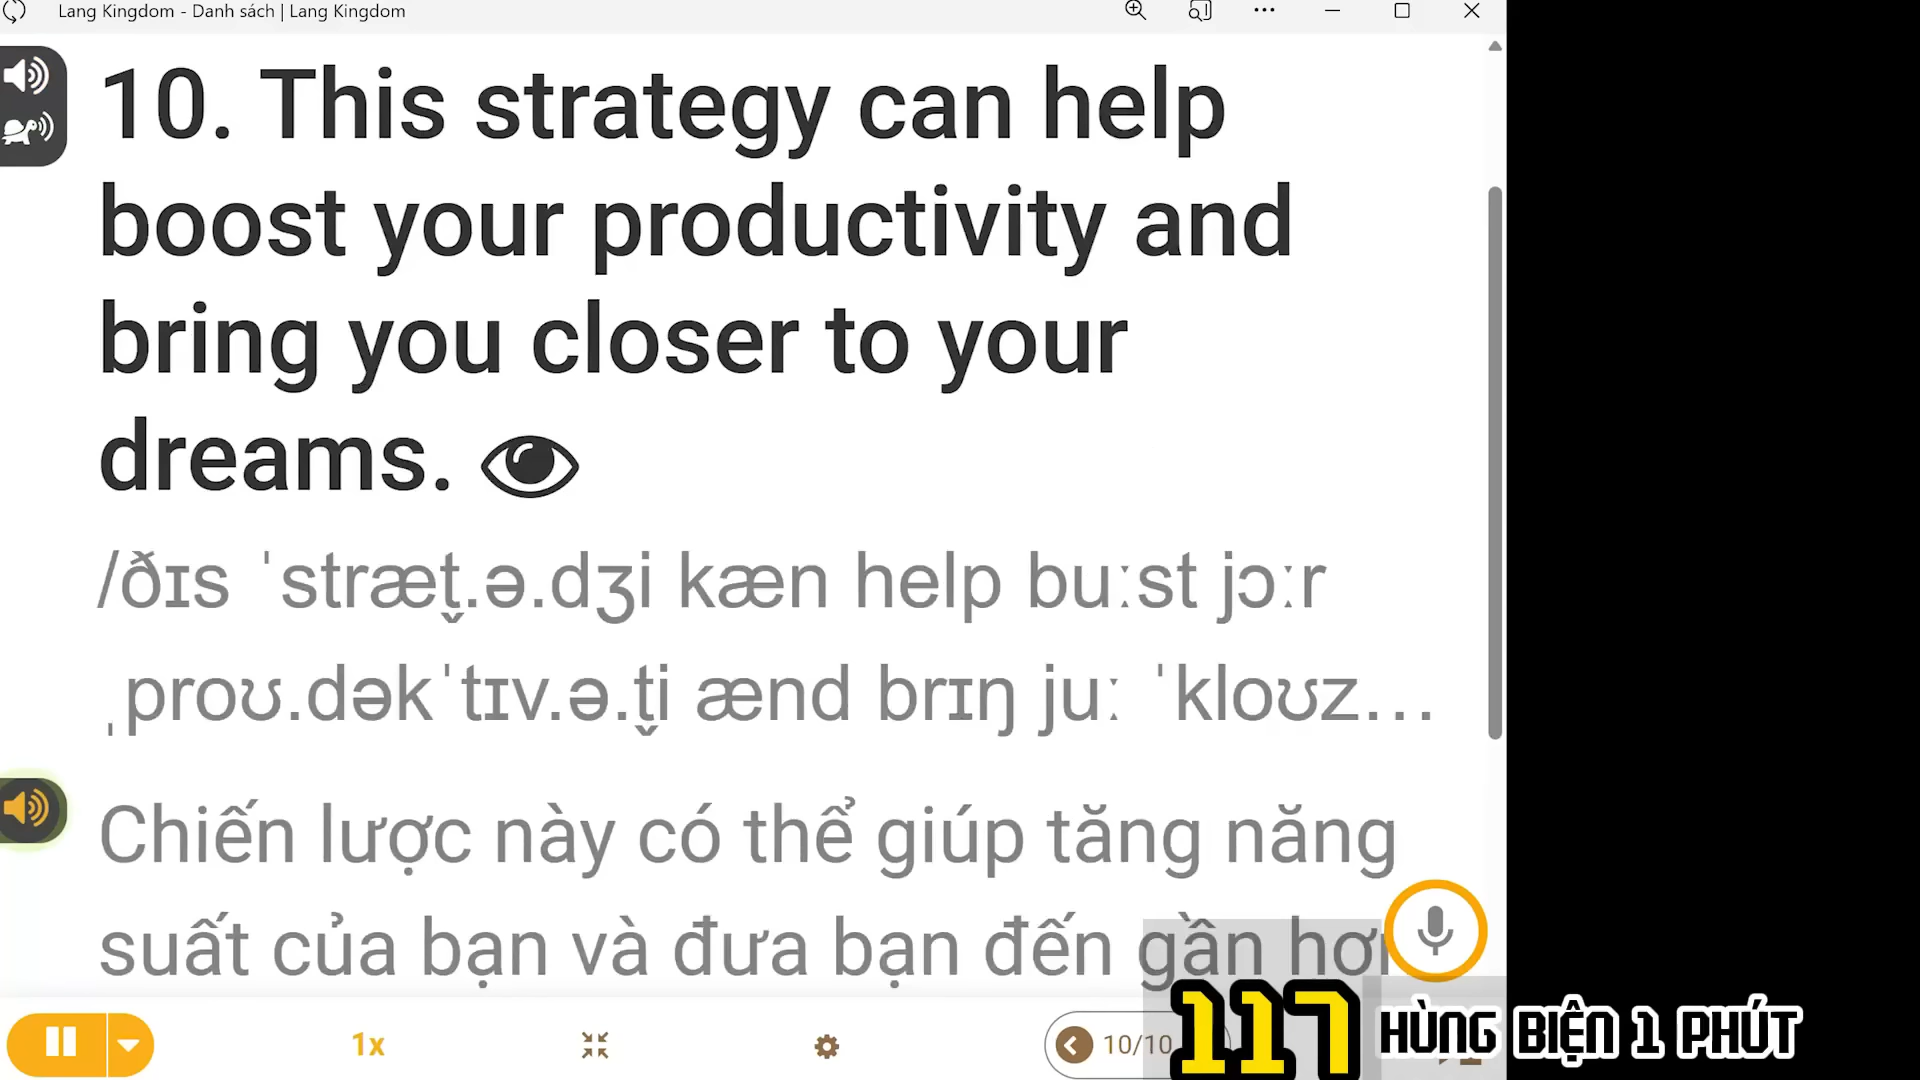 Lang Kingdom - Danh sách | Lang Kingdom
10. This strategy can help
boost your productivity and
bring you closer to your
dreams.
/ðɪs ˈstræt̬.ə.dʒi kæn help buːst jɔːr
ˌproʊ.dəkˈtɪv.ə.t̬i ænd brɪŋ juː ˈkloʊz...
Chiến lược này có thể giúp tăng năng
suất của bạn và đưa bạn đến gần hơn
1x
10/10
117 HÙNG BIỆN 1 PHÚT